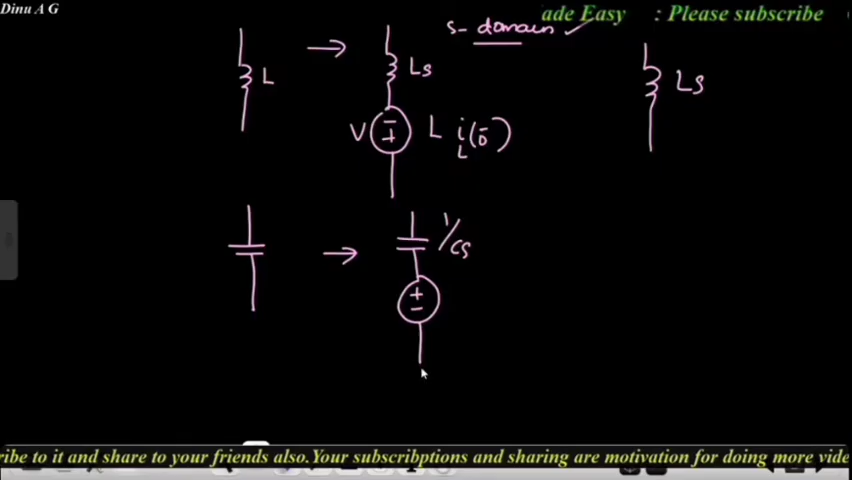 Dinu A G
ade Easy : Please subscribe
s- domain
L
Ls
Ls
V
- +
L iL(0-)
1/Cs
+ -
ribe to it and share to your friends also.Your subscribptions and sharing are motivation for doing more vide